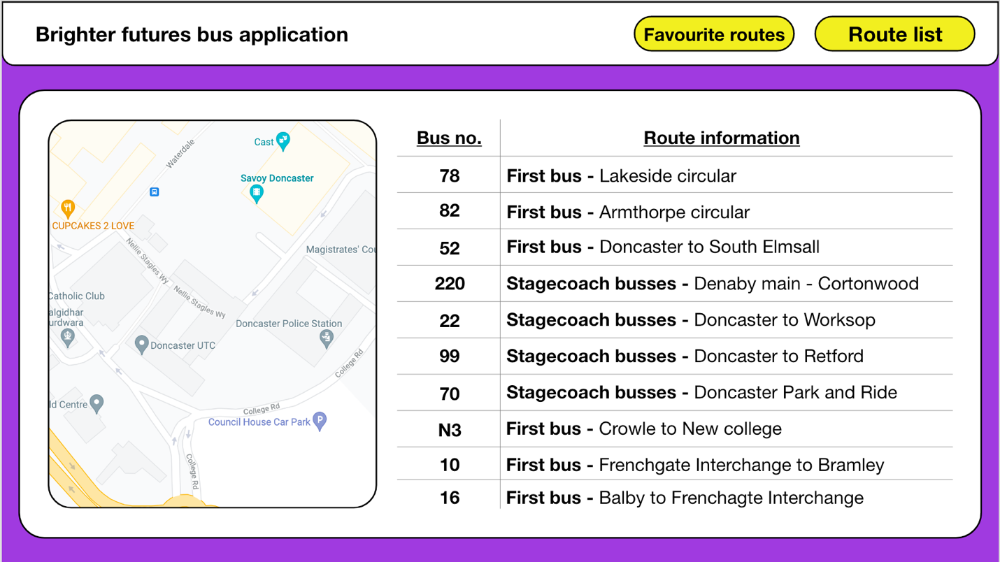 Brighter futures bus application
Favourite routes
Route list
Cast
Waterdale
Savoy Doncaster
CUPCAKES 2 LOVE
Nellie Stagles Wy
Magistrates' Cou
Nellie Stagles Wy
Catholic Club
algidhar
urdwara
Doncaster Police Station
Doncaster UTC
College Rd
ld Centre
College Rd
Council House Car Park
P
College Rd
Bus no. Route information
78 First bus - Lakeside circular
82 First bus - Armthorpe circular
52 First bus - Doncaster to South Elmsall
220 Stagecoach busses - Denaby main - Cortonwood
22 Stagecoach busses - Doncaster to Worksop
99 Stagecoach busses - Doncaster to Retford
70 Stagecoach busses - Doncaster Park and Ride
N3 First bus - Crowle to New college
10 First bus - Frenchgate Interchange to Bramley
16 First bus - Balby to Frenchagte Interchange